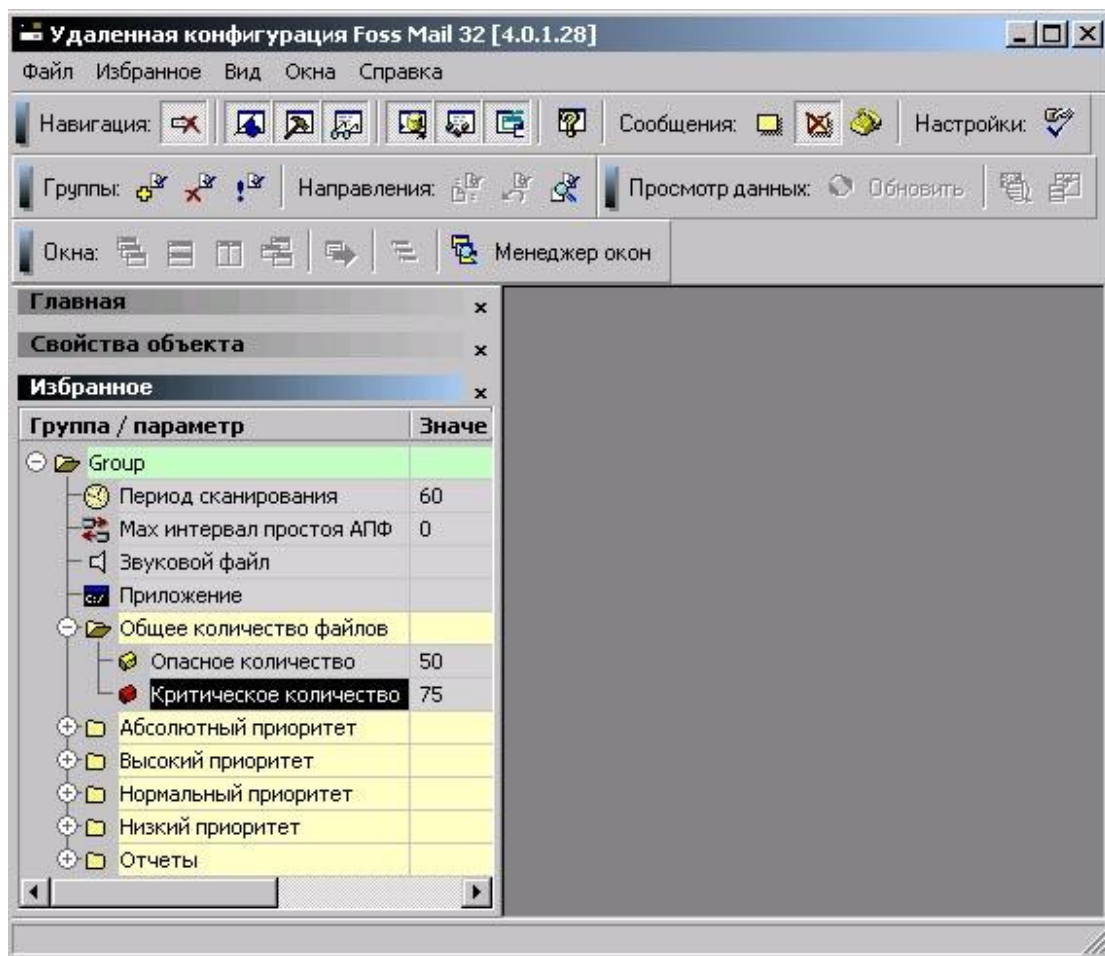 Удаленная конфигурация Foss Mail 32 [4.0.1.28]
Файл Избранное Вид Окна Справка
Навигация: Сообщения: Настройки:
Группы: Направления: Просмотр данных: Обновить
Окна: Менеджер окон
Главная
Свойства объекта
Избранное
Группа / параметр Значе
Group
Период сканирования 60
Мах интервал простоя АПФ 0
Звуковой файл
Приложение
Общее количество файлов
Опасное количество 50
Критическое количество 75
Абсолютный приоритет
Высокий приоритет
Нормальный приоритет
Низкий приоритет
Отчеты